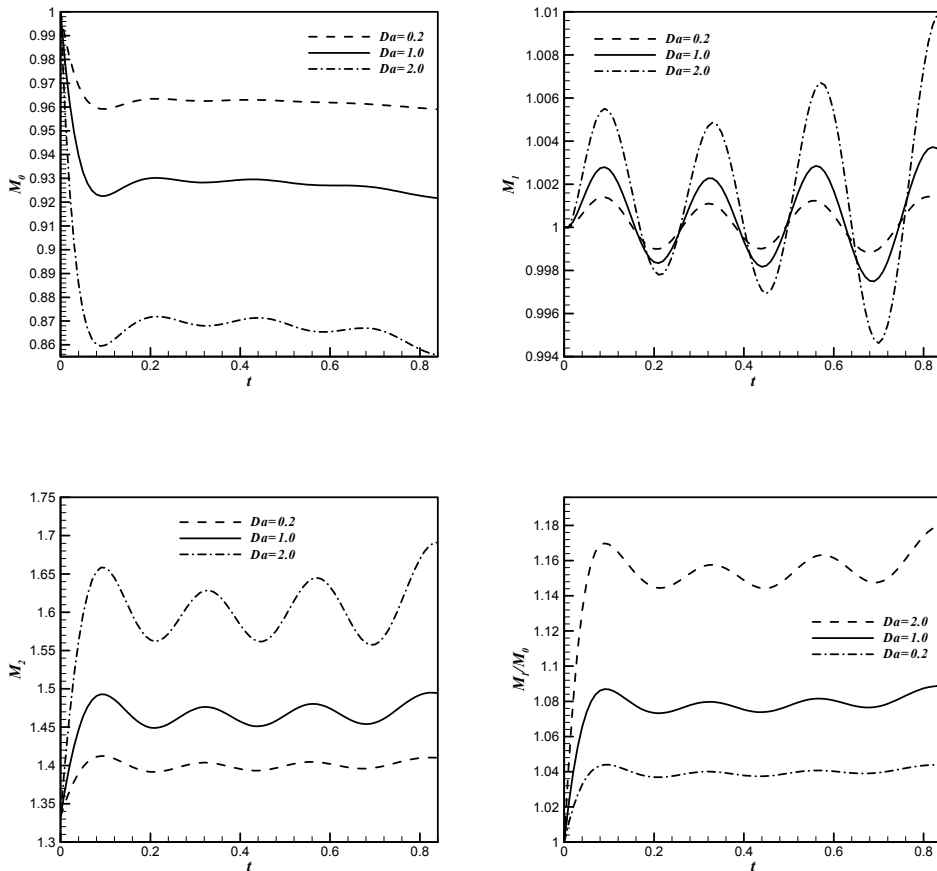 1
0.99
0.98
0.97
0.96
0.95
0.94
0.93
0.92
0.91
0.9
0.89
0.88
0.87
0.86
M0
0 0.2 0.4 0.6 0.8
t
Da=0.2
Da=1.0
Da=2.0
1.01
1.008
1.006
1.004
1.002
1
0.998
0.996
0.994
M1
0 0.2 0.4 0.6 0.8
t
Da=0.2
Da=1.0
Da=2.0
1.75
1.7
1.65
1.6
1.55
1.5
1.45
1.4
1.35
1.3
M2
0 0.2 0.4 0.6 0.8
t
Da=0.2
Da=1.0
Da=2.0
1.18
1.16
1.14
1.12
1.1
1.08
1.06
1.04
1.02
1
M1/M0
0 0.2 0.4 0.6 0.8
t
Da=2.0
Da=1.0
Da=0.2